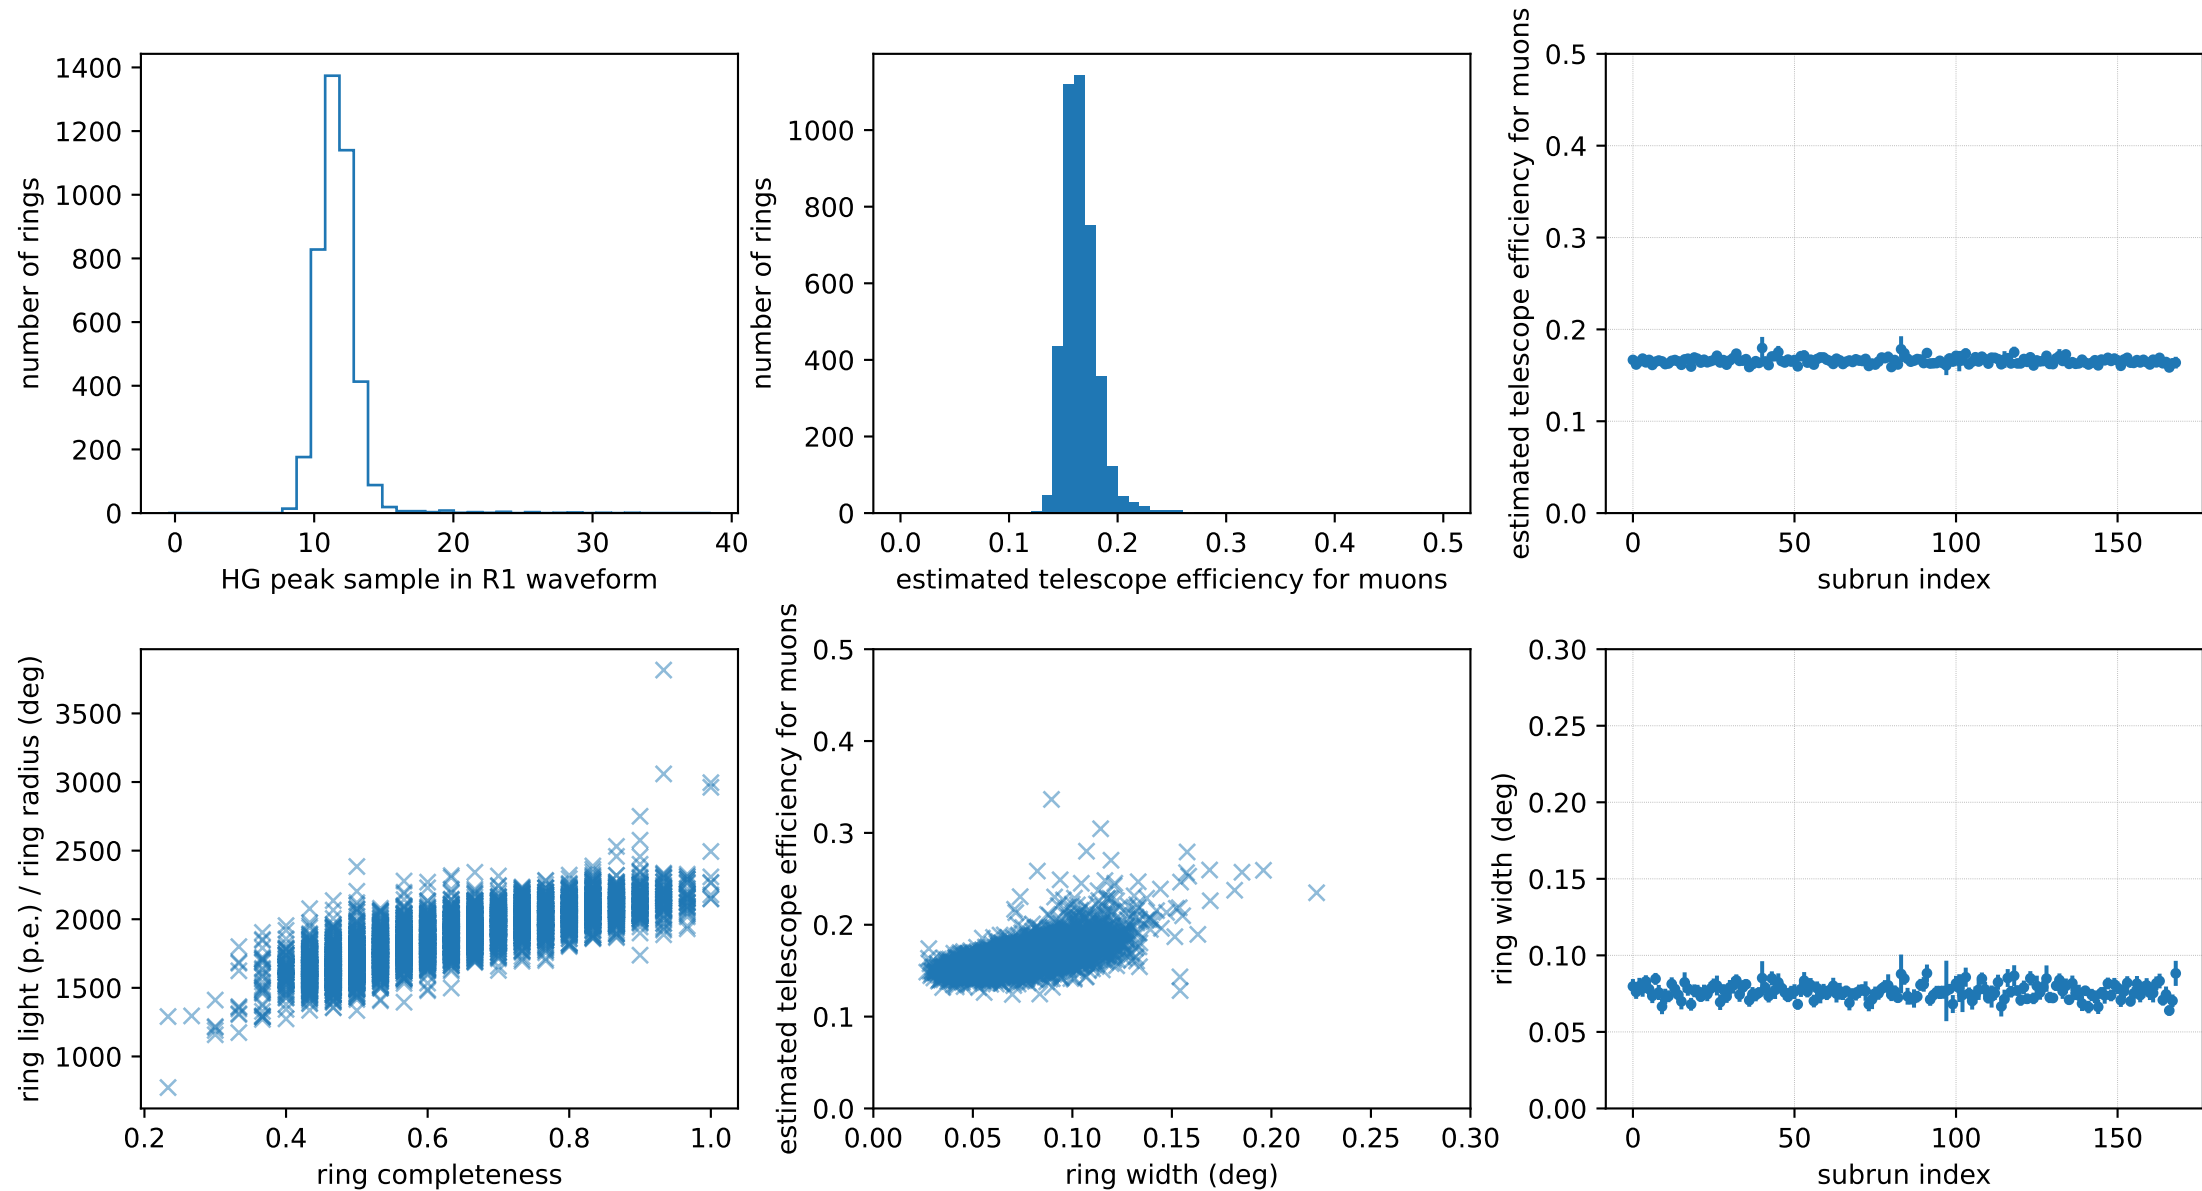 number of rings
1400
1200
1000
800
600
400
200
0
0 10 20 30 40
HG peak sample in R1 waveform
number of rings
1000
800
600
400
200
0
0.0 0.1 0.2 0.3 0.4 0.5
estimated telescope efficiency for muons
estimated telescope efficiency for muons
0.5
0.4
0.3
0.2
0.1
0.0
0 50 100 150
subrun index
ring light (p.e.) / ring radius (deg)
3500
3000
2500
2000
1500
1000
0.2 0.4 0.6 0.8 1.0
ring completeness
estimated telescope efficiency for muons
0.5
0.4
0.3
0.2
0.1
0.0
0.00 0.05 0.10 0.15 0.20 0.25 0.30
ring width (deg)
ring width (deg)
0.30
0.25
0.20
0.15
0.10
0.05
0.00
0 50 100 150
subrun index